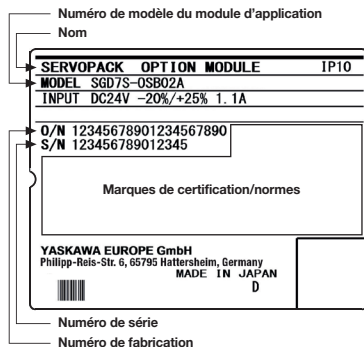 Numéro de modèle du module d'application
Nom
SERVOPACK OPTION MODULE IP10
MODEL SGD7S-OSB02A
INPUT DC24V -20%/+25% 1.1A
O/N 12345678901234567890
S/N 123456789012345
Marques de certification/normes
YASKAWA EUROPE GmbH
Philipp-Reis-Str. 6, 65795 Hattersheim, Germany
MADE IN JAPAN
D
Numéro de série
Numéro de fabrication